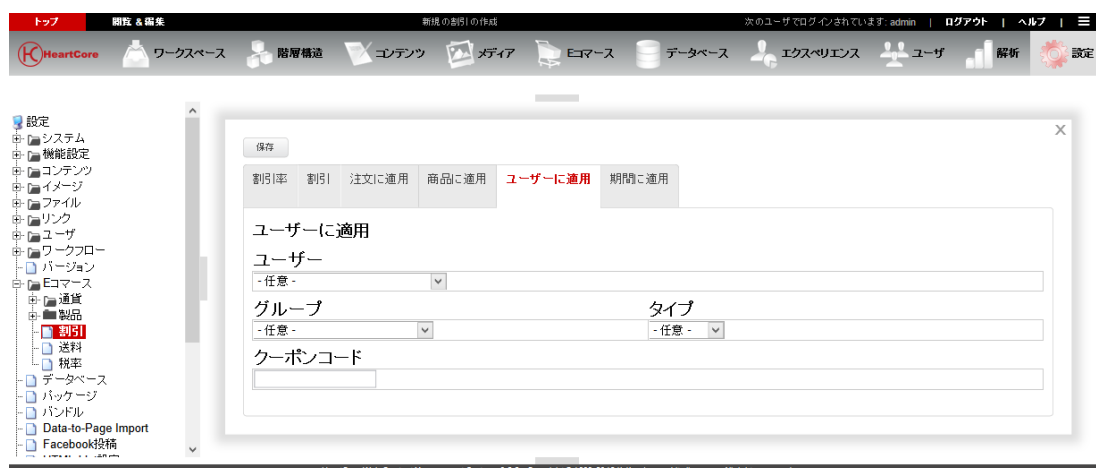 トップ 閲覧 & 編集 新規の割引の作成 次のユーザでログインされています: admin | ログアウト | ヘルプ |
HeartCore ワークスペース 階層構造 コンテンツ メディア Eコマース データベース エクスペリエンス ユーザ 解析 設定
設定
システム
機能設定
コンテンツ
イメージ
ファイル
リンク
ユーザ
ワークフロー
バージョン
Eコマース
通貨
製品
割引
送料
税率
データベース
パッケージ
バンドル
Data-to-Page Import
Facebook投稿
X
保存
割引率 割引 注文に適用 商品に適用 ユーザーに適用 期間に適用
ユーザーに適用
ユーザー
- 任意 -
グループ タイプ
- 任意 - - 任意 -
クーポンコード